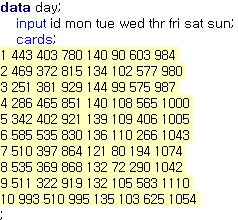 data day;
input id mon tue wed thr fri sat sun;
cards;
1 443 403 780 140 90 603 984
2 469 372 815 134 102 577 980
3 251 381 929 144 99 575 987
4 286 465 851 140 108 565 1000
5 342 402 921 139 109 406 1005
6 585 535 830 136 110 266 1043
7 510 397 864 121 80 194 1074
8 535 369 868 132 72 290 1042
9 511 322 919 132 105 583 1110
10 993 510 995 135 103 625 1054
;